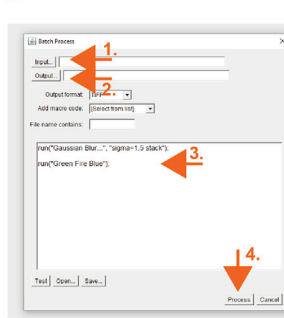 Batch Process
1.
Input...
Output...
2.
Output format:
Add macro code: [Select from list]
File name contains:
run("Gaussian Blur...", "sigma=1.5 stack");
3.
run("Green Fire Blue");
4.
Test Open... Save...
Process Cancel